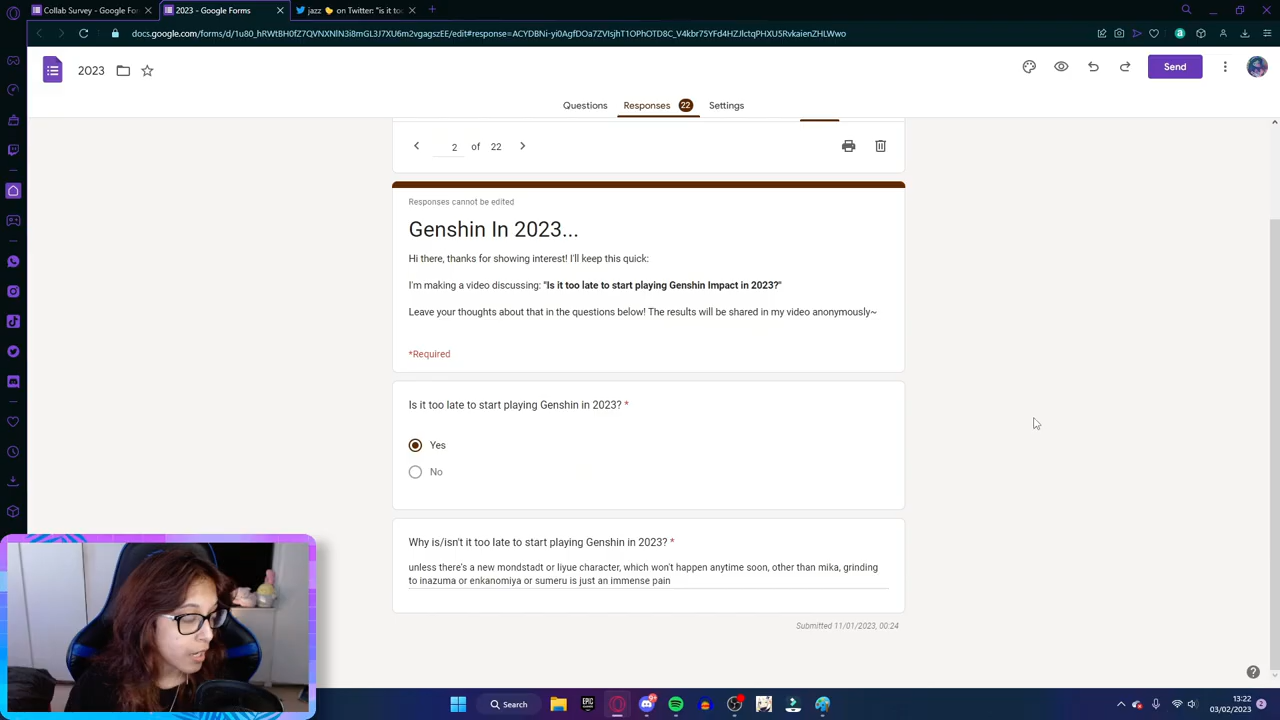 Collab Survey - Google For
2023 - Google Forms
jazz on Twitter: "is it too
docs.google.com/forms/d/1u80_hRWtBH0fZ7QVNXNlN3i8mGL3J7XU6m2vgagszEE/edit#response=ACYDBNi-yi0AgfDOa7ZVIsjhT1OPhOTD8C_V4kbr75YFd4HZJlctqPHXU5RvkaienZHLWwo
2023
Send
Questions
Responses 22
Settings
2 of 22
Responses cannot be edited
Genshin In 2023...
Hi there, thanks for showing interest! I'll keep this quick:
I'm making a video discussing: "Is it too late to start playing Genshin Impact in 2023?"
Leave your thoughts about that in the questions below! The results will be shared in my video anonymously~
*Required
Is it too late to start playing Genshin in 2023? *
Yes
No
Why is/isn't it too late to start playing Genshin in 2023? *
unless there's a new mondstadt or liyue character, which won't happen anytime soon, other than mika, grinding
to inazuma or enkanomiya or sumeru is just an immense pain
Submitted 11/01/2023, 00:24
Search
13:22
03/02/2023